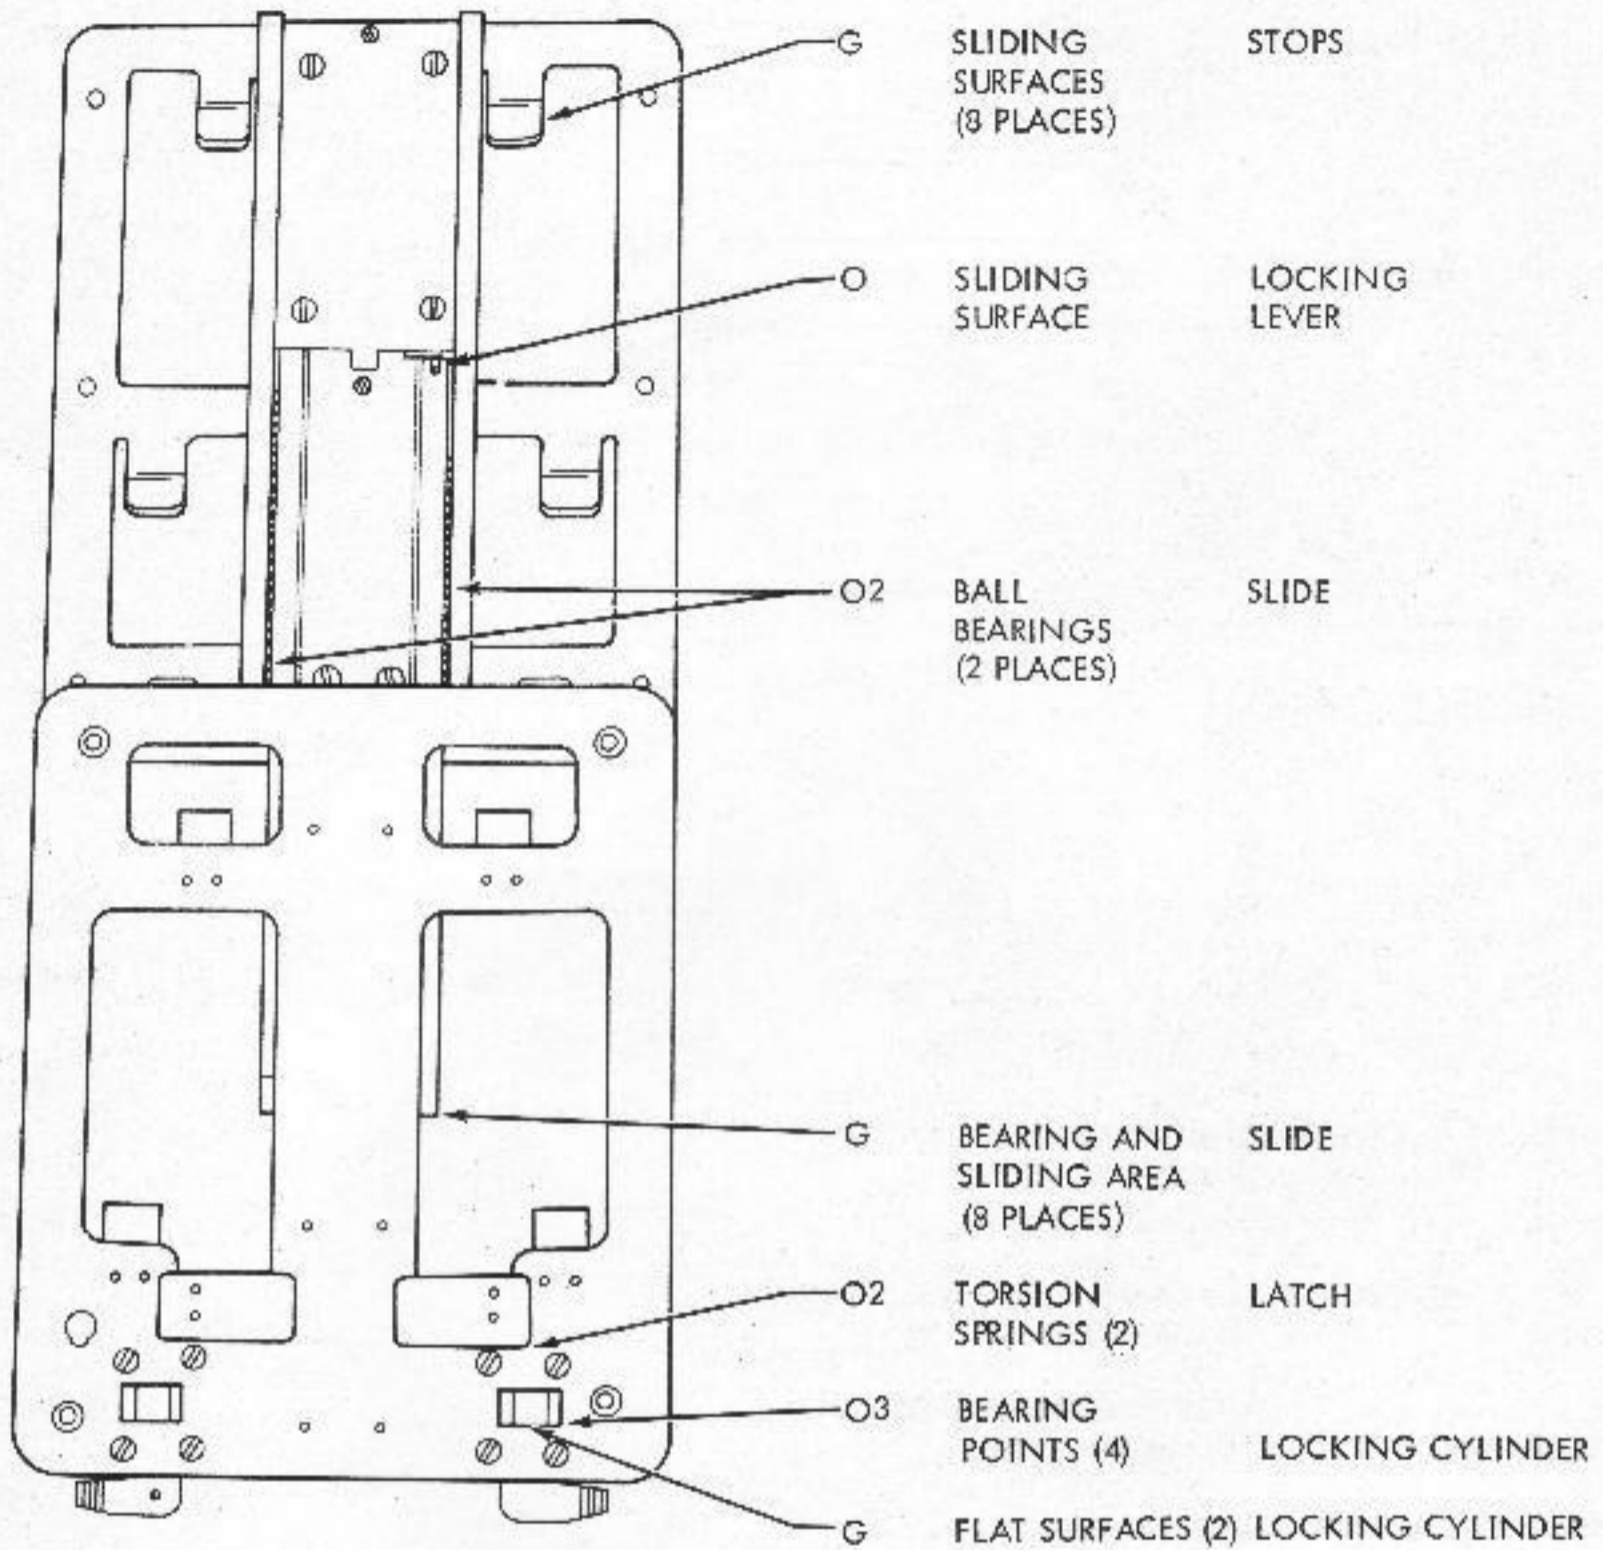 G SLIDING STOPS
SURFACES
(8 PLACES)
O SLIDING LOCKING
SURFACE LEVER
O2 BALL SLIDE
BEARINGS
(2 PLACES)
G BEARING AND SLIDE
SLIDING AREA
(8 PLACES)
O2 TORSION LATCH
SPRINGS (2)
O3 BEARING
POINTS (4) LOCKING CYLINDER
G FLAT SURFACES (2) LOCKING CYLINDER